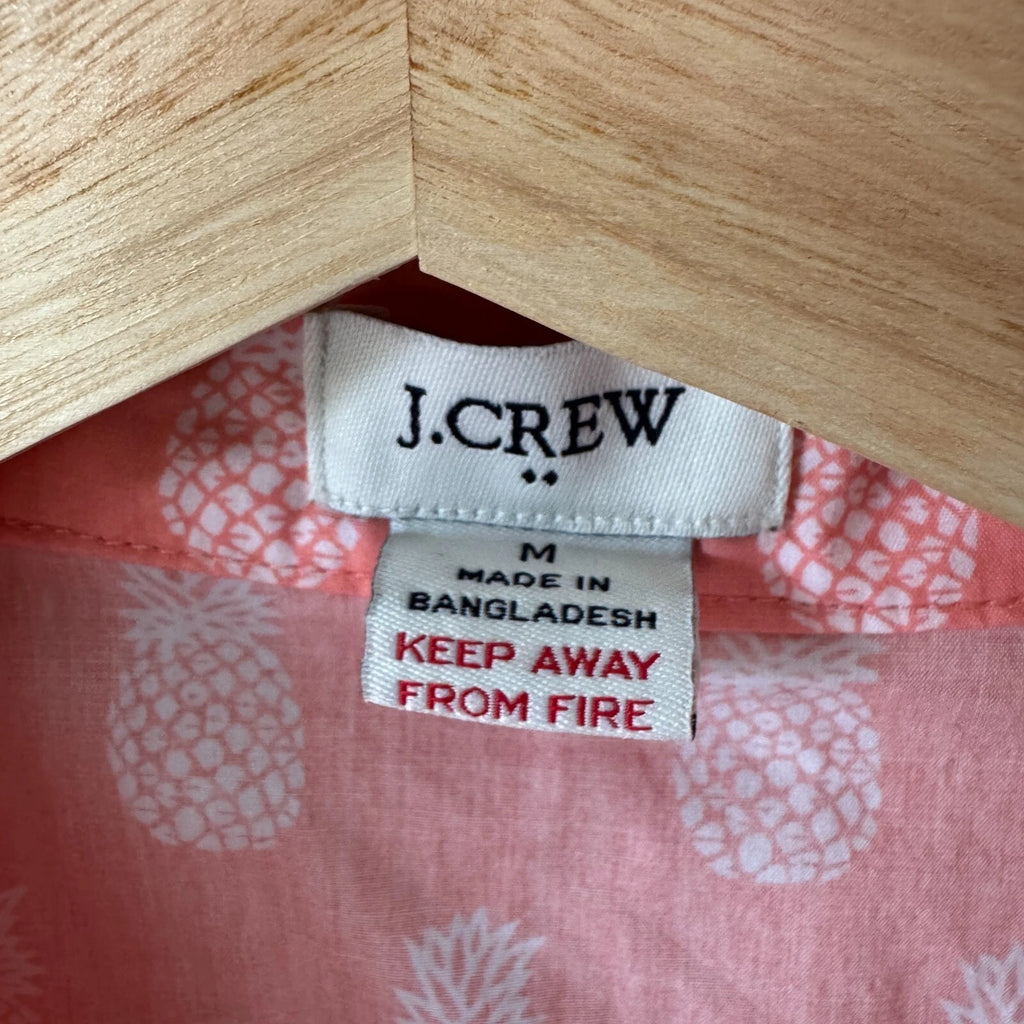 J.CREW
M
MADE IN
BANGLADESH
KEEP AWAY
FROM FIRE